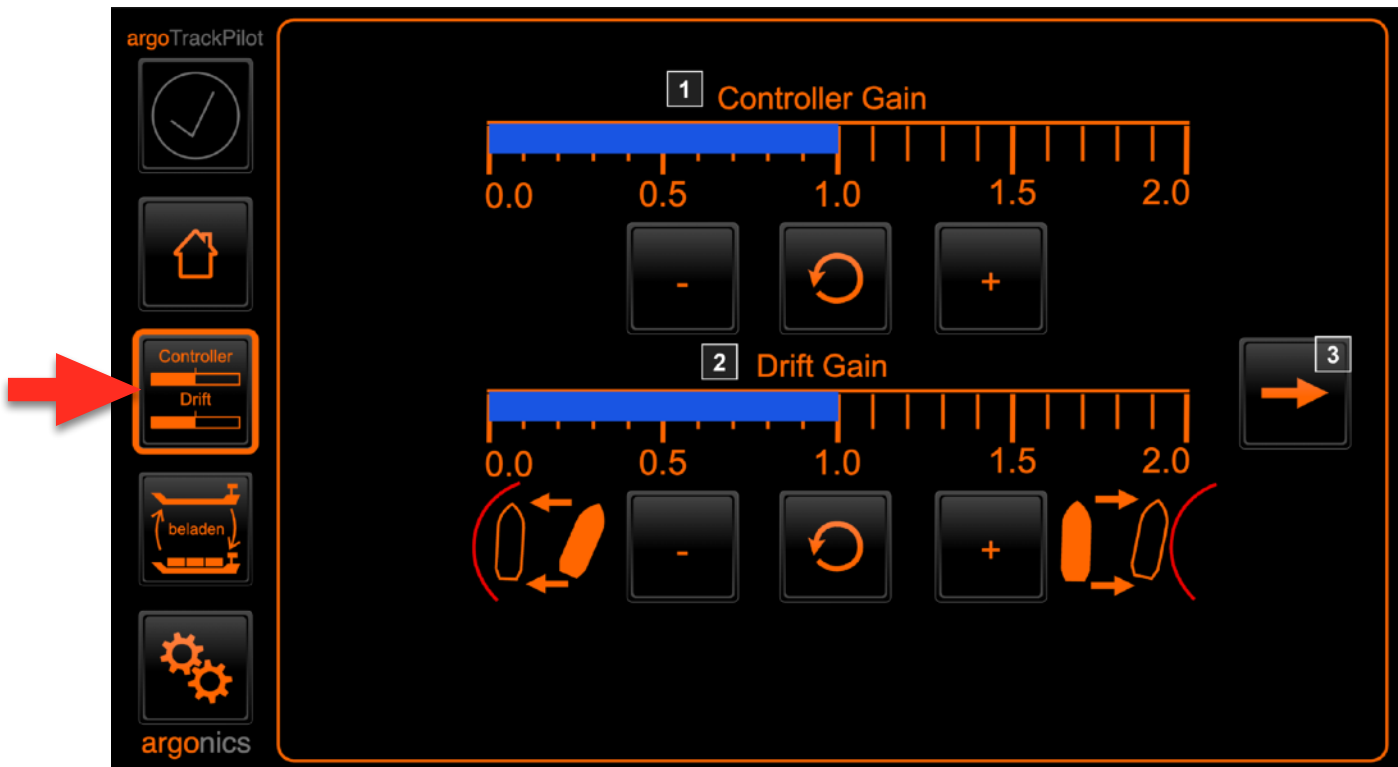 argoTrackPilot
1 Controller Gain
0.0 0.5 1.0 1.5 2.0
- +
2 Drift Gain
3
0.0 0.5 1.0 1.5 2.0
- +
Controller
Drift
beladen
argonics